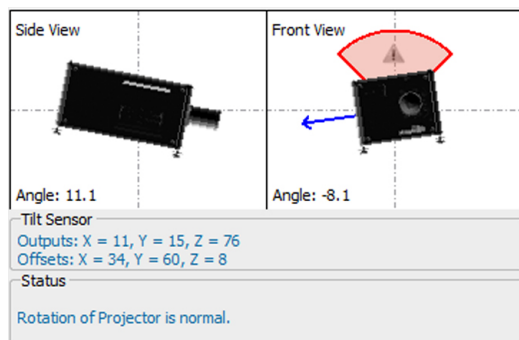 Side View
Front View
Angle: 11.1
Angle: -8.1
Tilt Sensor
Outputs: X = 11, Y = 15, Z = 76
Offsets: X = 34, Y = 60, Z = 8
Status
Rotation of Projector is normal.